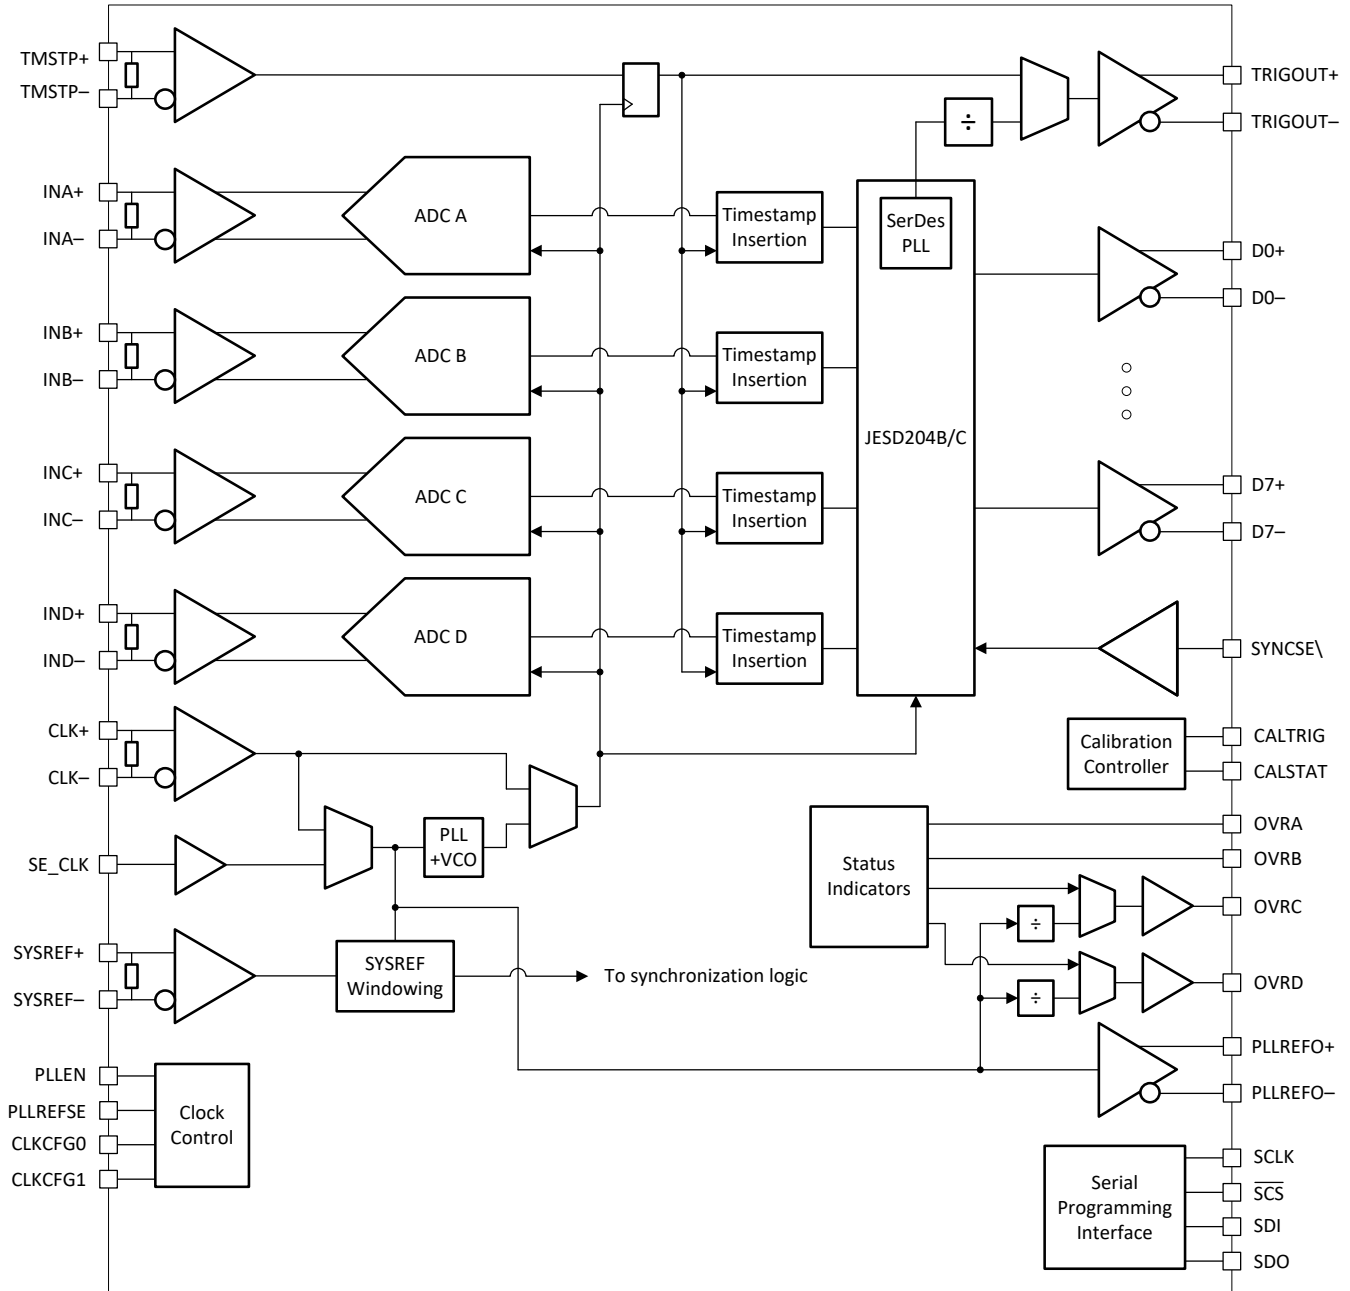 TMSTP+
TMSTP–
INA+
INA–
INB+
INB–
INC+
INC–
IND+
IND–
CLK+
CLK–
SE_CLK
SYSREF+
SYSREF–
PLLEN
PLLREFSE
CLKCFG0
CLKCFG1
Clock
Control
ADC A
ADC B
ADC C
ADC D
PLL
+VCO
SYSREF
Windowing
To synchronization logic
Timestamp
Insertion
Timestamp
Insertion
Timestamp
Insertion
Timestamp
Insertion
÷
SerDes
PLL
JESD204B/C
Calibration
Controller
Status
Indicators
÷
÷
Serial
Programming
Interface
TRIGOUT+
TRIGOUT–
D0+
D0–
D7+
D7–
SYNCSE\
CALTRIG
CALSTAT
OVRA
OVRB
OVRC
OVRD
PLLREFO+
PLLREFO–
SCLK
SCS
SDI
SDO